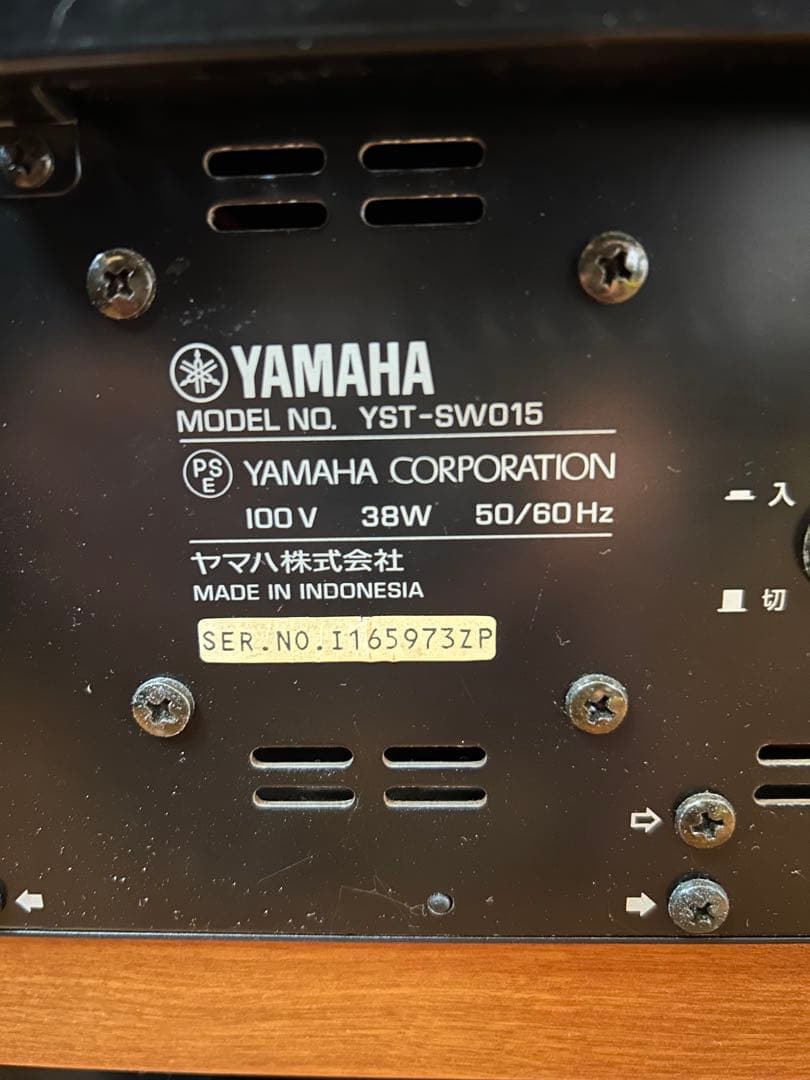 YAMAHA
MODEL NO. YST-SW015
PS E YAMAHA CORPORATION
100V 38W 50/60Hz
ヤマハ株式会社
MADE IN INDONESIA
SER.NO.I165973ZP
入
切